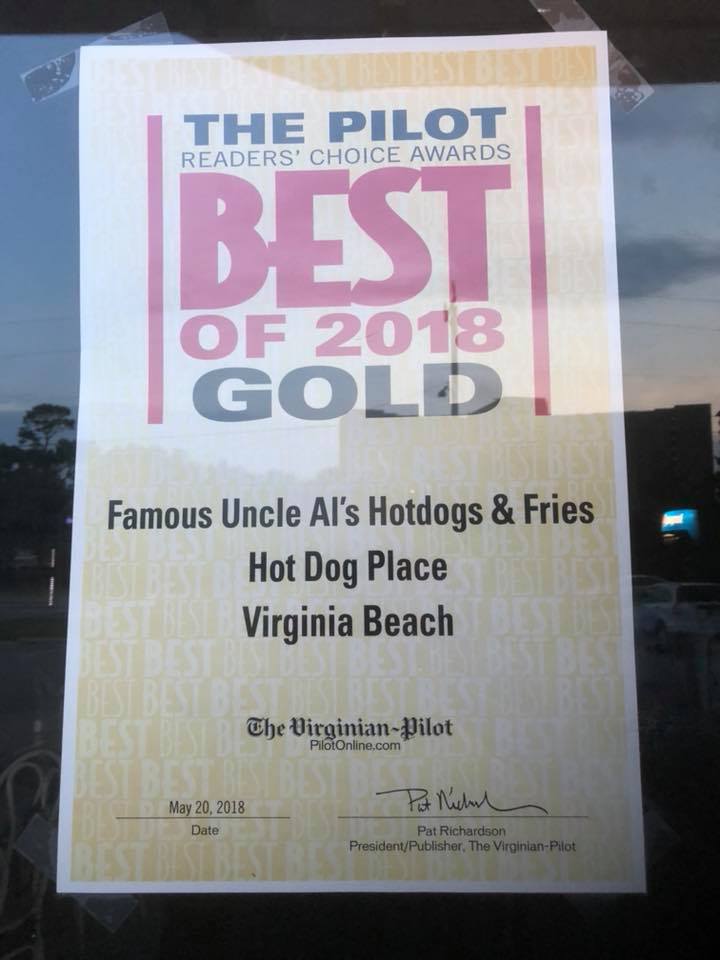 THE PILOT
READERS' CHOICE AWARDS
BEST
OF 2018
GOLD
Famous Uncle Al's Hotdogs & Fries
Hot Dog Place
Virginia Beach
The Virginian-Pilot
PilotOnline.com
May 20, 2018
Date
Pat Richardson
President/Publisher, The Virginian-Pilot